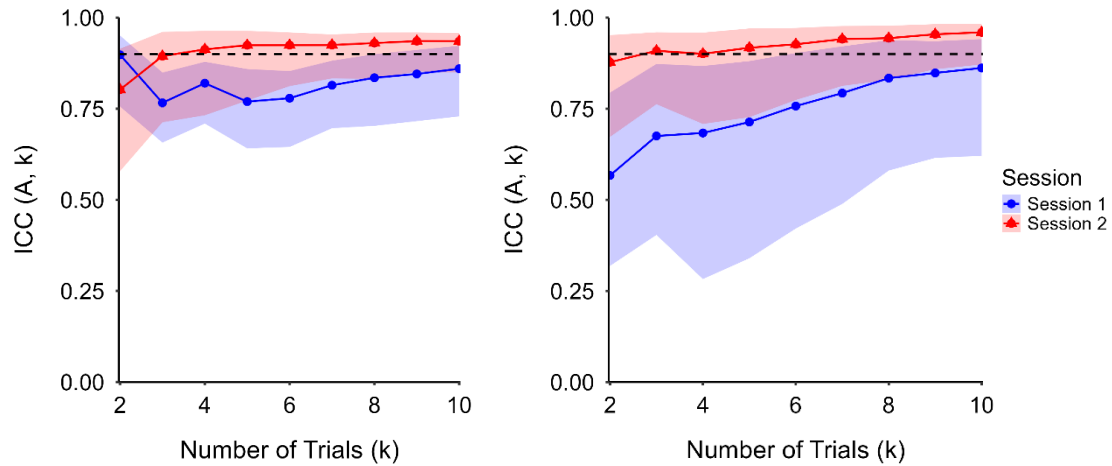 1.00
0.75
0.50
0.25
0.00
ICC (A, k)
2 4 6 8 10
Number of Trials (k)
1.00
0.75
0.50
0.25
0.00
ICC (A, k)
2 4 6 8 10
Number of Trials (k)
Session
Session 1
Session 2